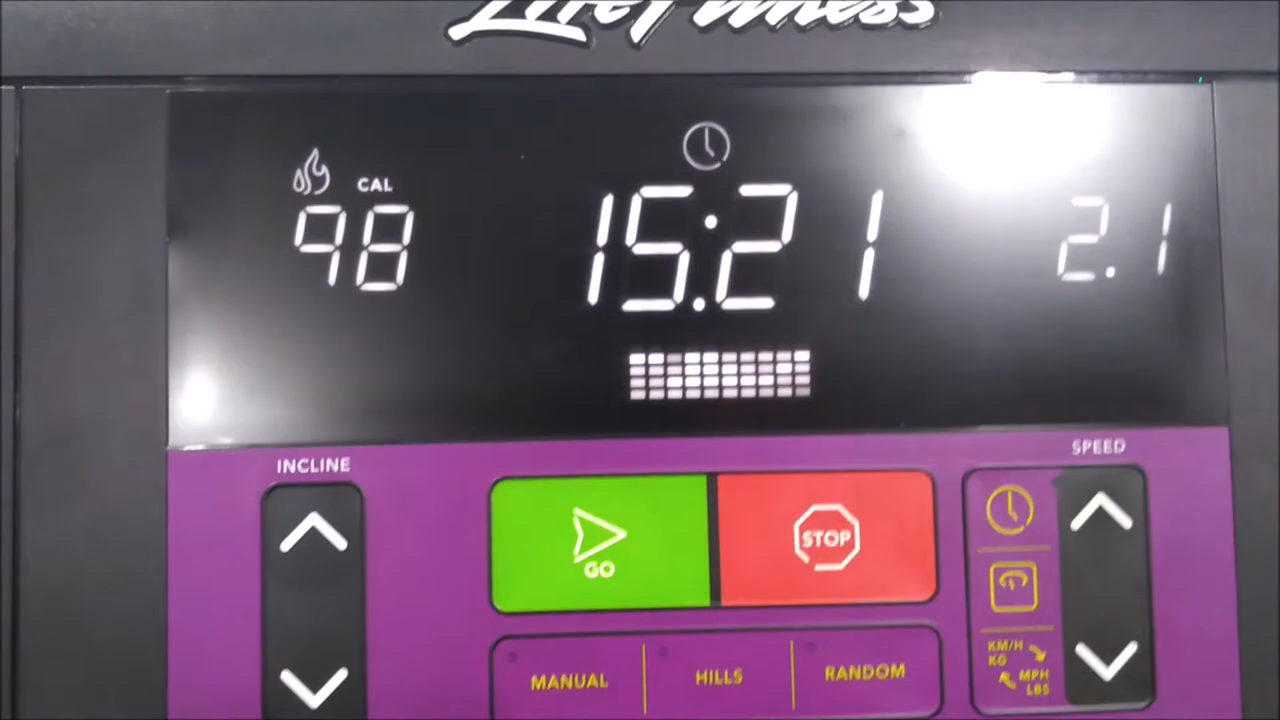 Life Fitness
CAL
98
15:21
2.1
INCLINE
SPEED
GO
STOP
KM/H
KG
MPH
LBS
MANUAL
HILLS
RANDOM